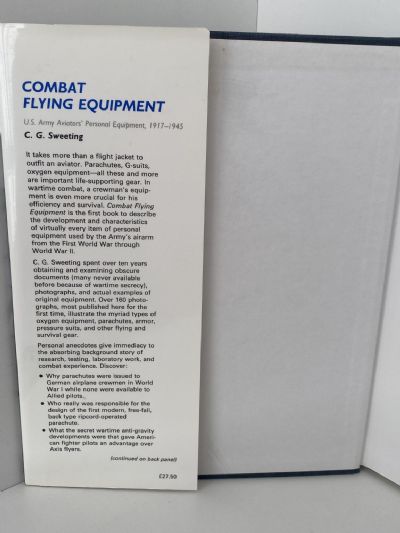 COMBAT
FLYING EQUIPMENT
U.S. Army Aviators' Personal Equipment, 1917–1945
C. G. Sweeting
It takes more than a flight jacket to
outfit an aviator. Parachutes, G-suits,
oxygen equipment—all these and more
are important life-supporting gear. In
wartime combat, a crewman's equip-
ment is even more crucial for his
efficiency and survival. Combat Flying
Equipment is the first book to describe
the development and characteristics
of virtually every item of personal
equipment used by the Army's airarm
from the First World War through
World War II.
C. G. Sweeting spent over ten years
obtaining and examining obscure
documents (many never available
before because of wartime secrecy),
photographs, and actual examples of
original equipment. Over 160 photo-
graphs, most published here for the
first time, illustrate the myriad types of
oxygen equipment, parachutes, armor,
pressure suits, and other flying and
survival gear.
Personal anecdotes give immediacy to
the absorbing background story of
research, testing, laboratory work, and
combat experience. Discover:
• Why parachutes were issued to
German airplane crewmen in World
War I while none were available to
Allied pilots.
• Who really was responsible for the
design of the first modern, free-fall,
back type ripcord-operated
parachute.
• What the secret wartime anti-gravity
developments were that gave Ameri-
can fighter pilots an advantage over
Axis flyers.
(continued on back panel)
£27.50